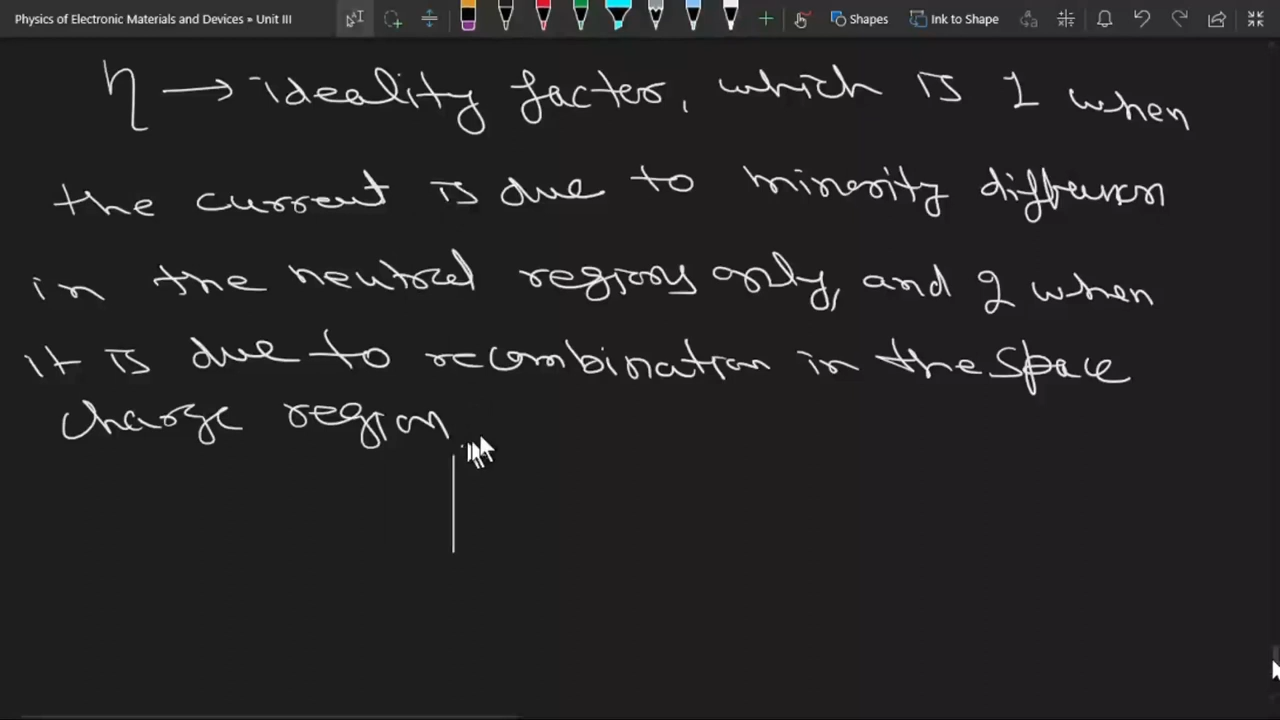 Physics of Electronic Materials and Devices » Unit III
Shapes
Ink to Shape
η → ideality factor, which is 1 when
the current is due to minority diffusion
in the neutral regions only, and 2 when
it is due to recombination in the space
charge region.